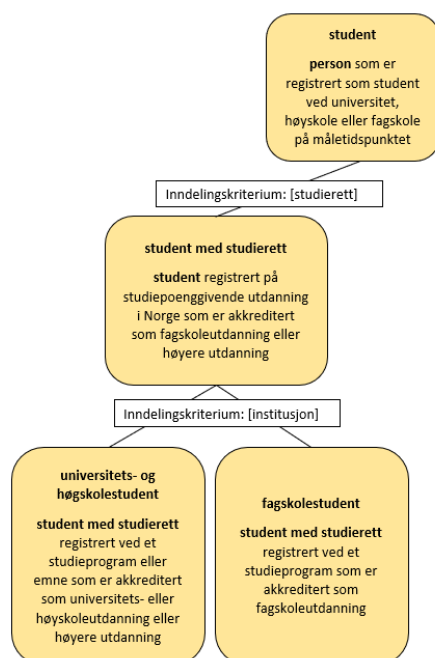 student
person som er
registrert som student
ved universitet,
høyskole eller fagskole
på måletidspunktet
Inndelingskriterium: [studierett]
student med studierett
student registrert på
studiepoenggivende utdanning
i Norge som er akkreditert
som fagskoleutdanning eller
høyere utdanning
Inndelingskriterium: [institusjon]
universitets- og
høgskolestudent
student med studierett
registrert ved et
studieprogram eller
emne som er akkreditert
som universitets- eller
høyskoleutdanning eller
høyere utdanning
fagskolestudent
student med studierett
registrert ved et
studieprogram som er
akkreditert som
fagskoleutdanning